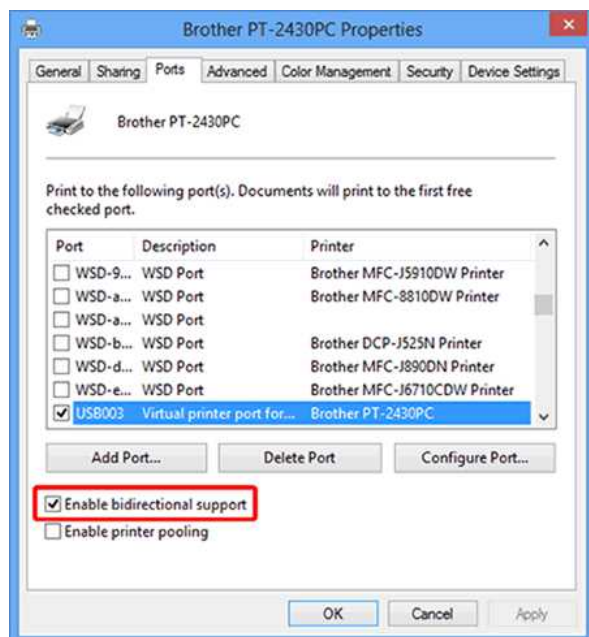 Brother PT-2430PC Properties
General Sharing Ports Advanced Color Management Security Device Settings
Brother PT-2430PC
Print to the following port(s). Documents will print to the first free
checked port.
Port Description Printer
WSD-9... WSD Port Brother MFC-J5910DW Printer
WSD-a... WSD Port Brother MFC-8810DW Printer
WSD-a... WSD Port
WSD-b... WSD Port Brother DCP-J525N Printer
WSD-d... WSD Port Brother MFC-J890DN Printer
WSD-e... WSD Port Brother MFC-J6710CDW Printer
USB003 Virtual printer port for... Brother PT-2430PC
Add Port... Delete Port Configure Port...
Enable bidirectional support
Enable printer pooling
OK Cancel Apply